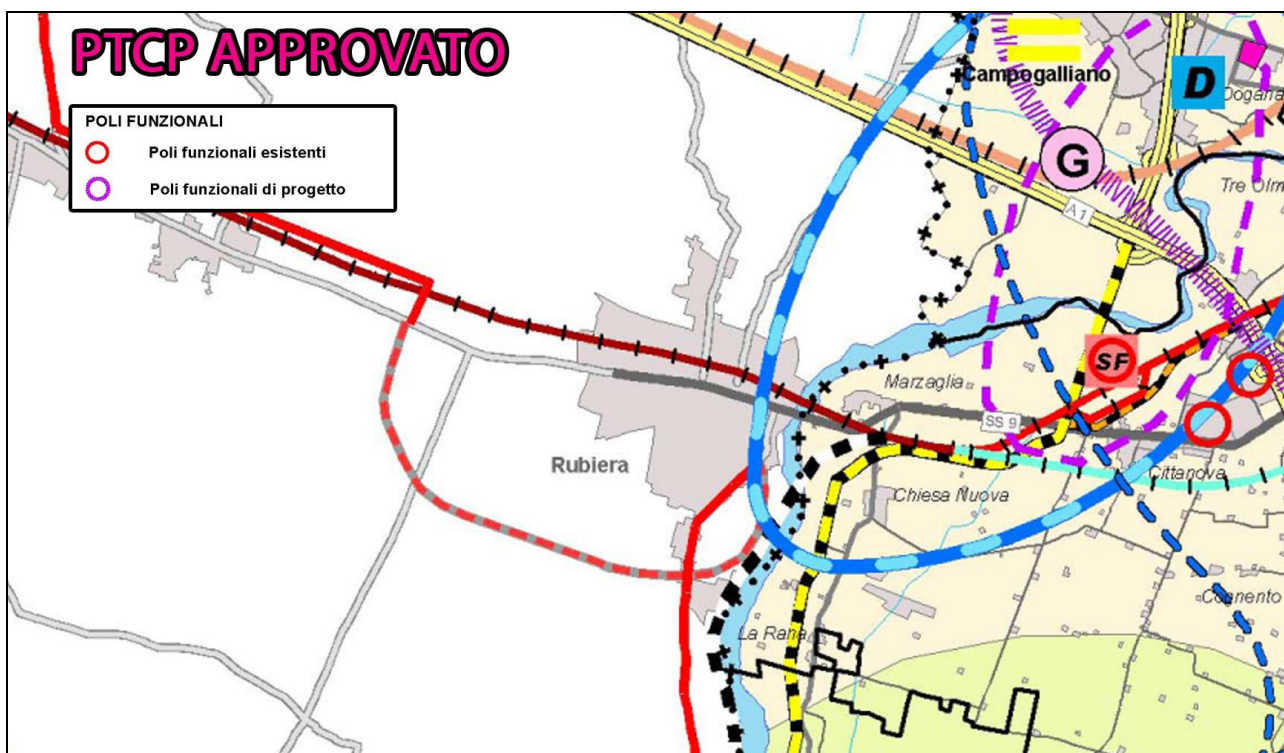 PTCP APPROVATO
POLI FUNZIONALI
Poli funzionali esistenti
Poli funzionali di progetto
Campogalliano
D
Dogana
G
Tre Olm
A 1
SF
Marzaglia
SS 9
Rubiera
Cittanova
Chiesa Nuova
Cognento
La Rana